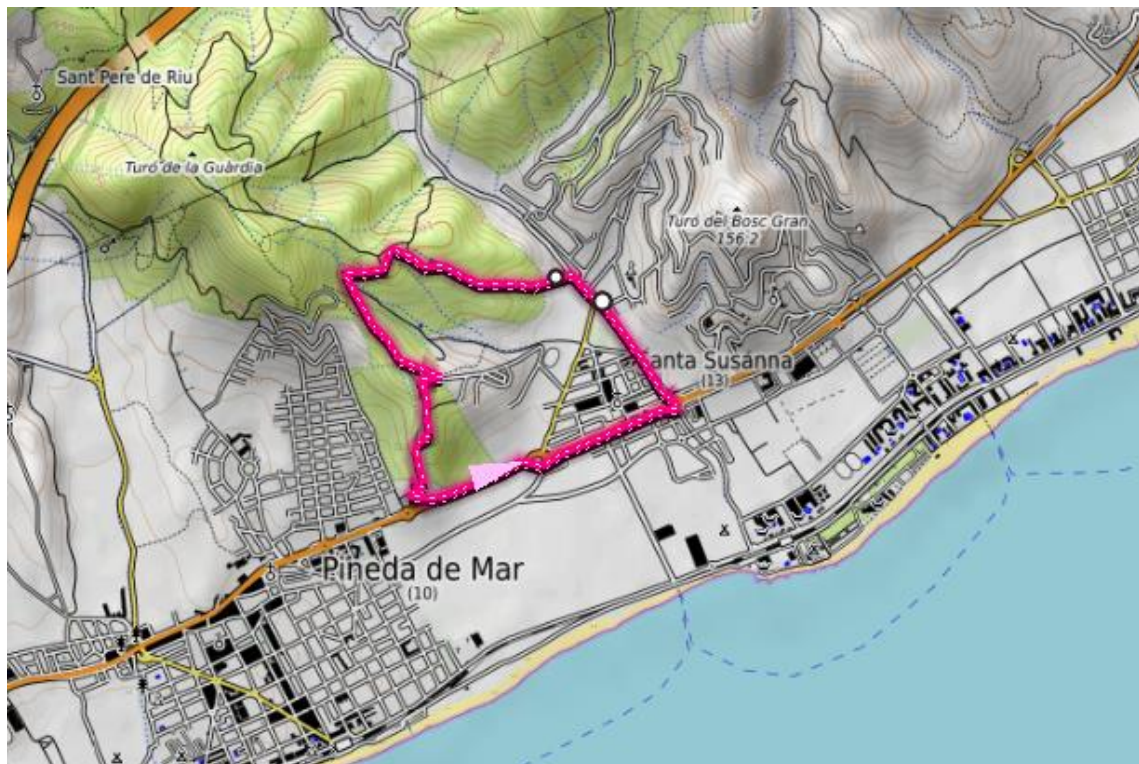 Sant Pere de Riu
Turó de la Guàrdia
Turó del Bosc Gran
156.2
anta Susanna
(13)
Pineda de Mar
(10)